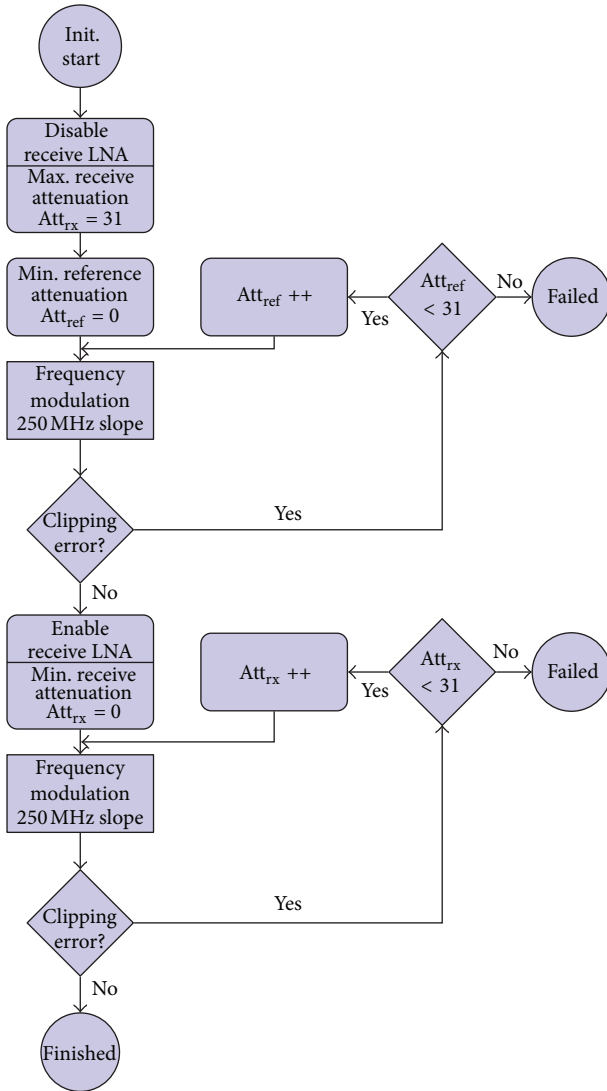 Init.
start
Disable
receive LNA
Max. receive
attenuation
Att_rx = 31
Min. reference
attenuation
Att_ref = 0
Att_ref ++
Yes
Att_ref
< 31
No
Failed
Frequency
modulation
250 MHz slope
Clipping
error?
Yes
No
Enable
receive LNA
Min. receive
attenuation
Att_rx = 0
Att_rx ++
Yes
Att_rx
< 31
No
Failed
Frequency
modulation
250 MHz slope
Clipping
error?
Yes
No
Finished